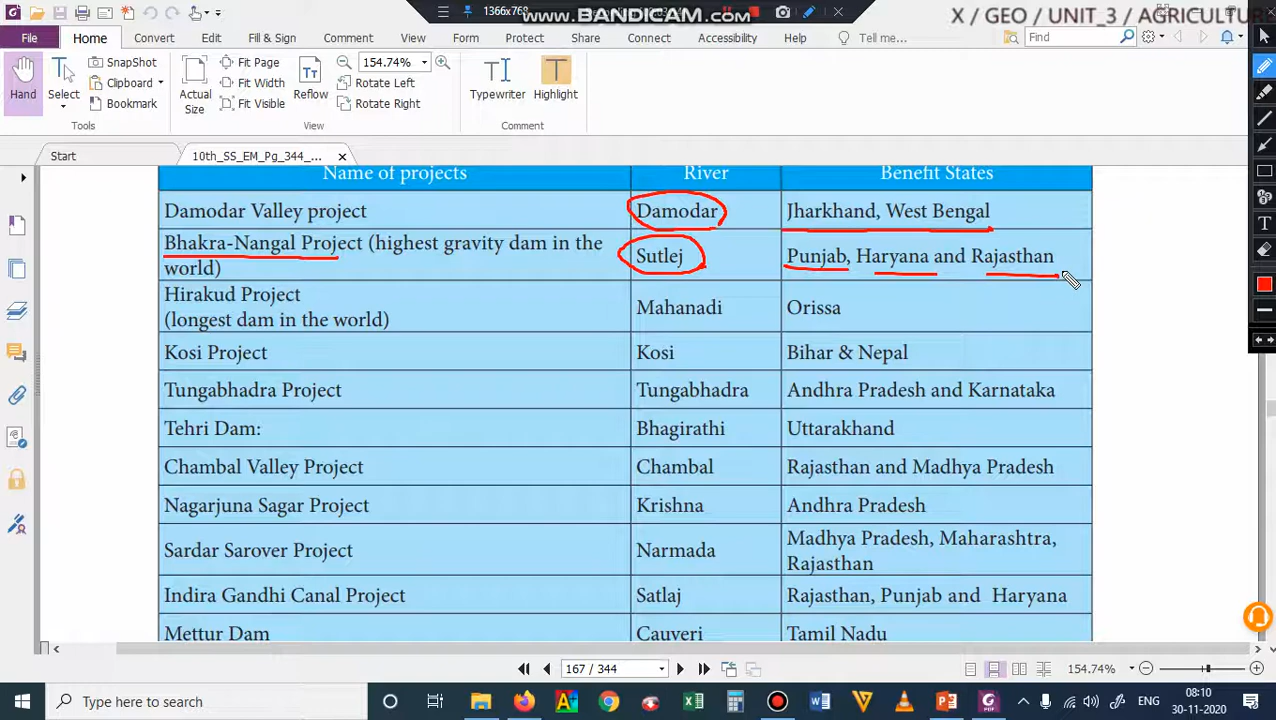 1366x768
www.BANDICAM.com
X / GEO / UNIT_3 / AGRICULTURE
File Home Convert Edit Fill & Sign Comment View Form Protect Share Connect Accessibility Help Tell me... Find
Hand
Select
SnapShot
Clipboard
Bookmark
Tools
Actual Size
Fit Page
Fit Width
Fit Visible
Reflow
154.74%
Rotate Left
Rotate Right
View
Typewriter
Highlight
Comment
Start
10th_SS_EM_Pg_344_...
Name of projects River Benefit States
Damodar Valley project Damodar Jharkhand, West Bengal
Bhakra-Nangal Project (highest gravity dam in the
world) Sutlej Punjab, Haryana and Rajasthan
Hirakud Project
(longest dam in the world) Mahanadi Orissa
Kosi Project Kosi Bihar & Nepal
Tungabhadra Project Tungabhadra Andhra Pradesh and Karnataka
Tehri Dam: Bhagirathi Uttarakhand
Chambal Valley Project Chambal Rajasthan and Madhya Pradesh
Nagarjuna Sagar Project Krishna Andhra Pradesh
Sardar Sarover Project Narmada Madhya Pradesh, Maharashtra,
Rajasthan
Indira Gandhi Canal Project Satlaj Rajasthan, Punjab and Haryana
Mettur Dam Cauveri Tamil Nadu
167 / 344
154.74%
Type here to search
ENG
08:10
30-11-2020